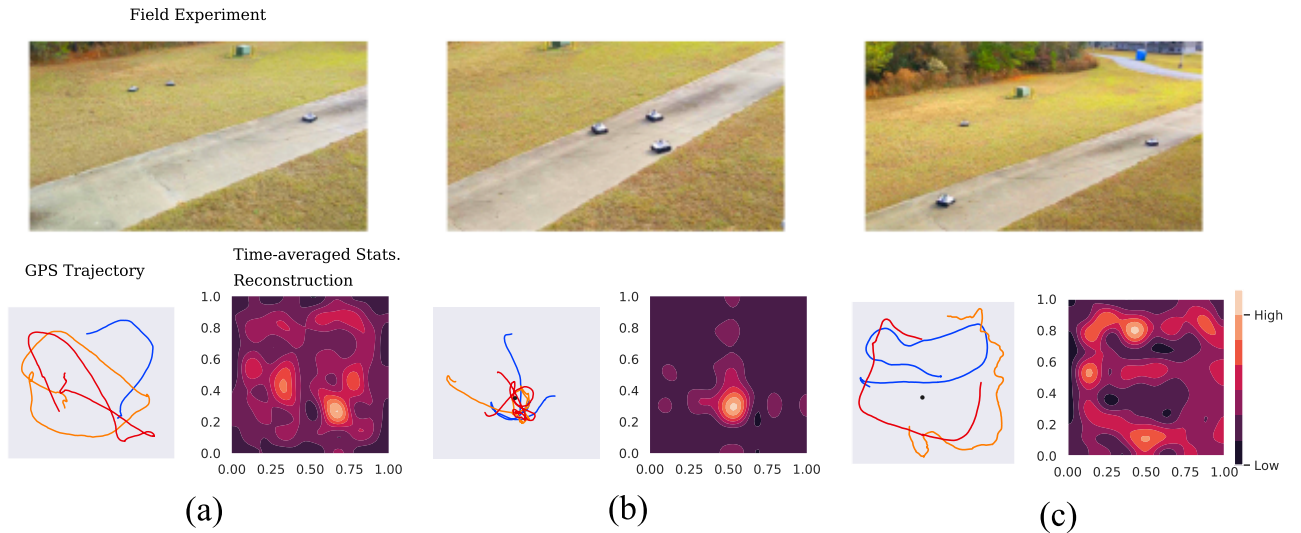 Field Experiment
Time-averaged Stats.
GPS Trajectory
Reconstruction
1.0
0.8
0.6
0.4
0.2
0.0
0.00 0.25 0.50 0.75 1.00
1.0
0.8
0.6
0.4
0.2
0.0
0.00 0.25 0.50 0.75 1.00
1.0
0.8
0.6
0.4
0.2
0.0
0.00 0.25 0.50 0.75 1.00
High
Low
(a)
(b)
(c)